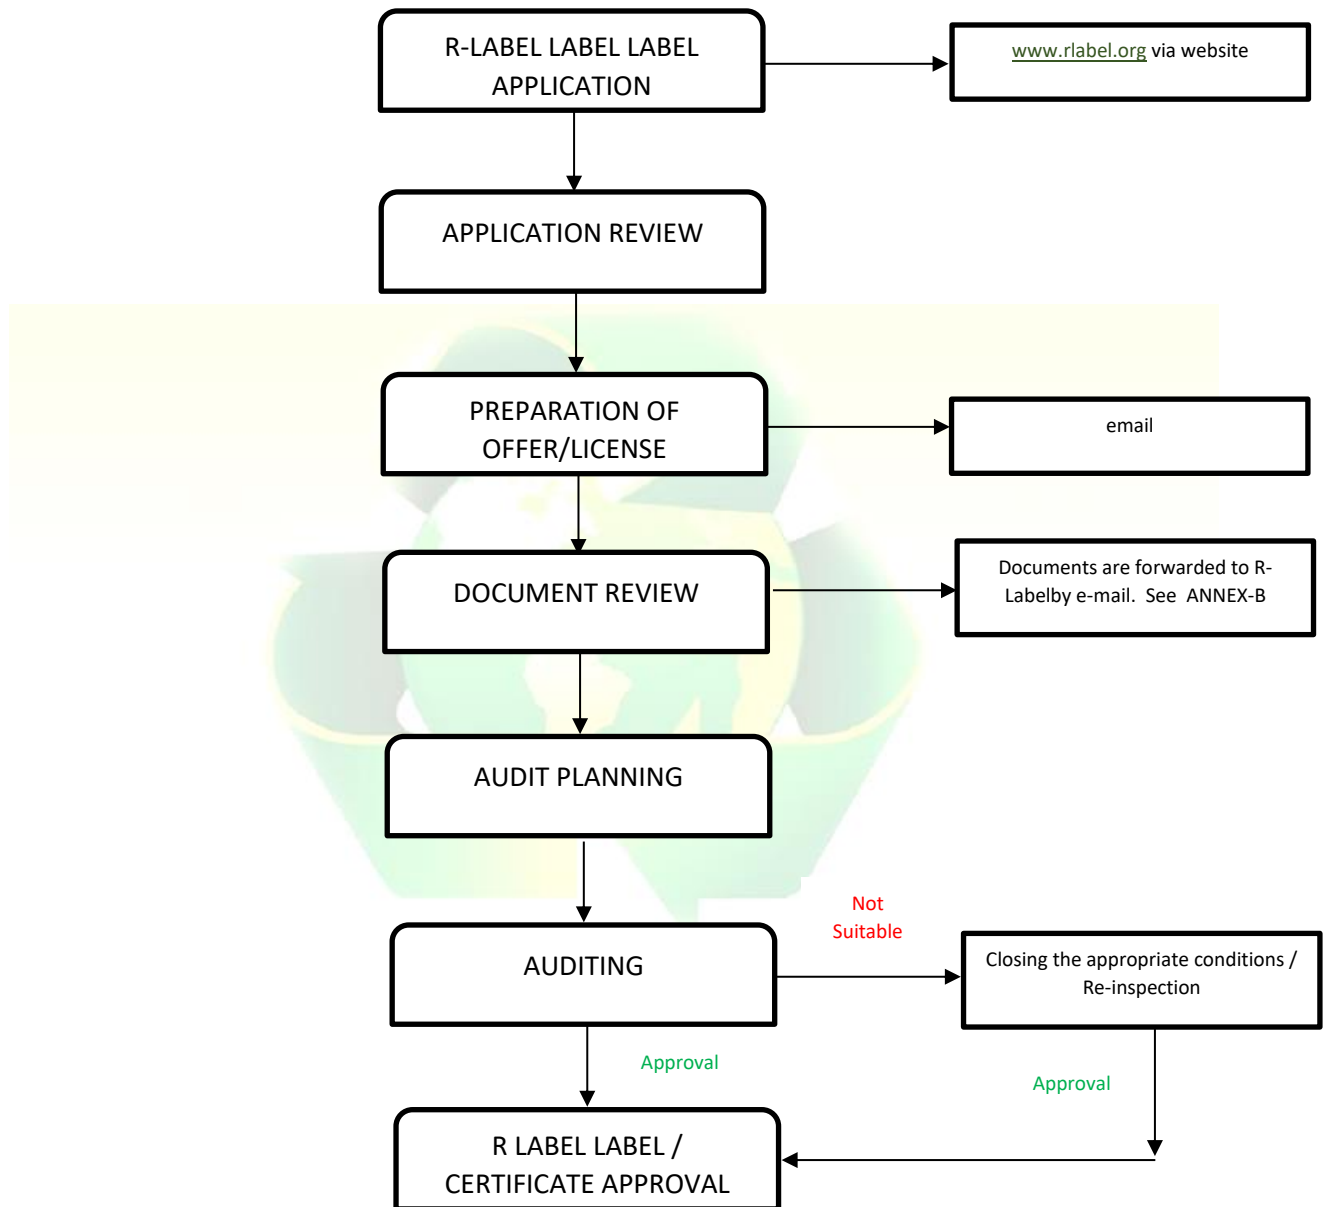 R-LABEL LABEL LABEL
APPLICATION
www.rlabel.org via website
APPLICATION REVIEW
PREPARATION OF
OFFER/LICENSE
email
DOCUMENT REVIEW
Documents are forwarded to R-
Labelby e-mail.  See  ANNEX-B
AUDIT PLANNING
Not
Suitable
AUDITING
Closing the appropriate conditions /
Re-inspection
Approval
Approval
R LABEL LABEL /
CERTIFICATE APPROVAL